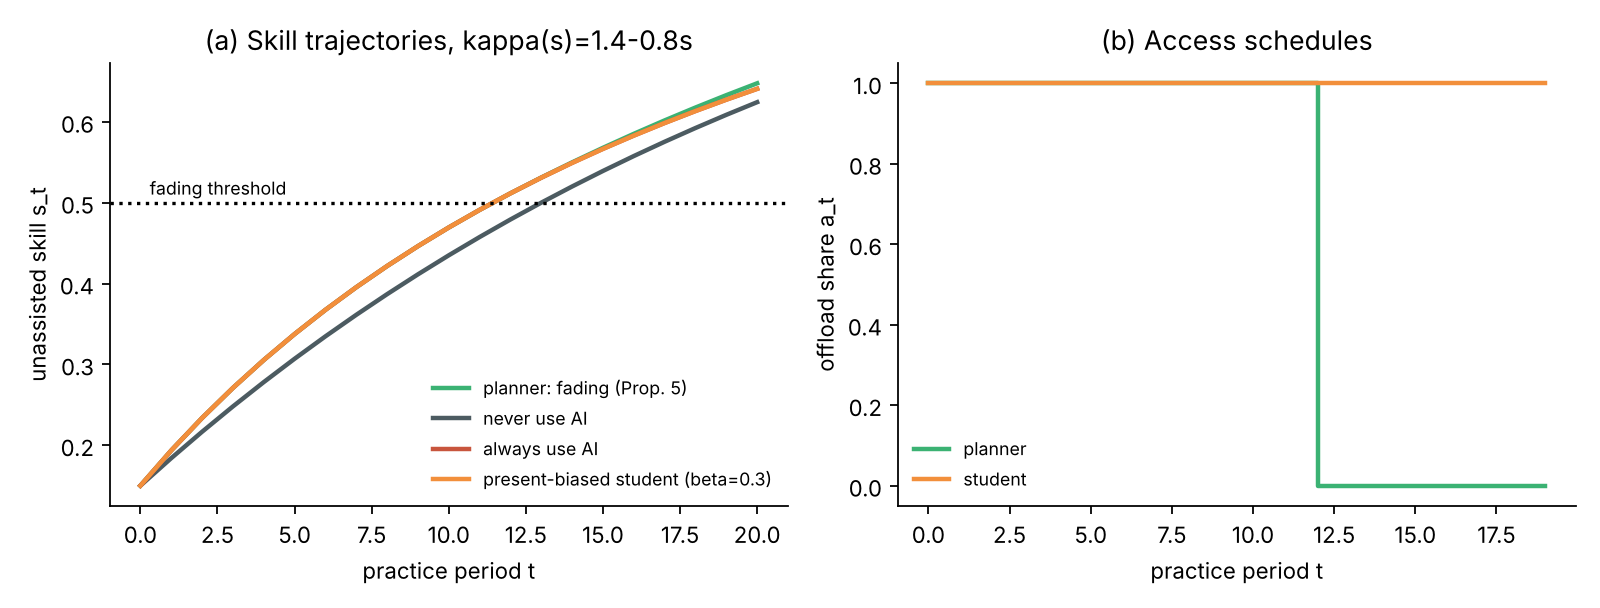 (a) Skill trajectories, kappa(s)=1.4-0.8s
unassisted skill s_t
0.6
0.5
0.4
0.3
0.2
fading threshold
planner: fading (Prop. 5)
never use AI
always use AI
present-biased student (beta=0.3)
0.0 2.5 5.0 7.5 10.0 12.5 15.0 17.5 20.0
practice period t
(b) Access schedules
offload share a_t
1.0
0.8
0.6
0.4
0.2
0.0
planner
student
0.0 2.5 5.0 7.5 10.0 12.5 15.0 17.5
practice period t